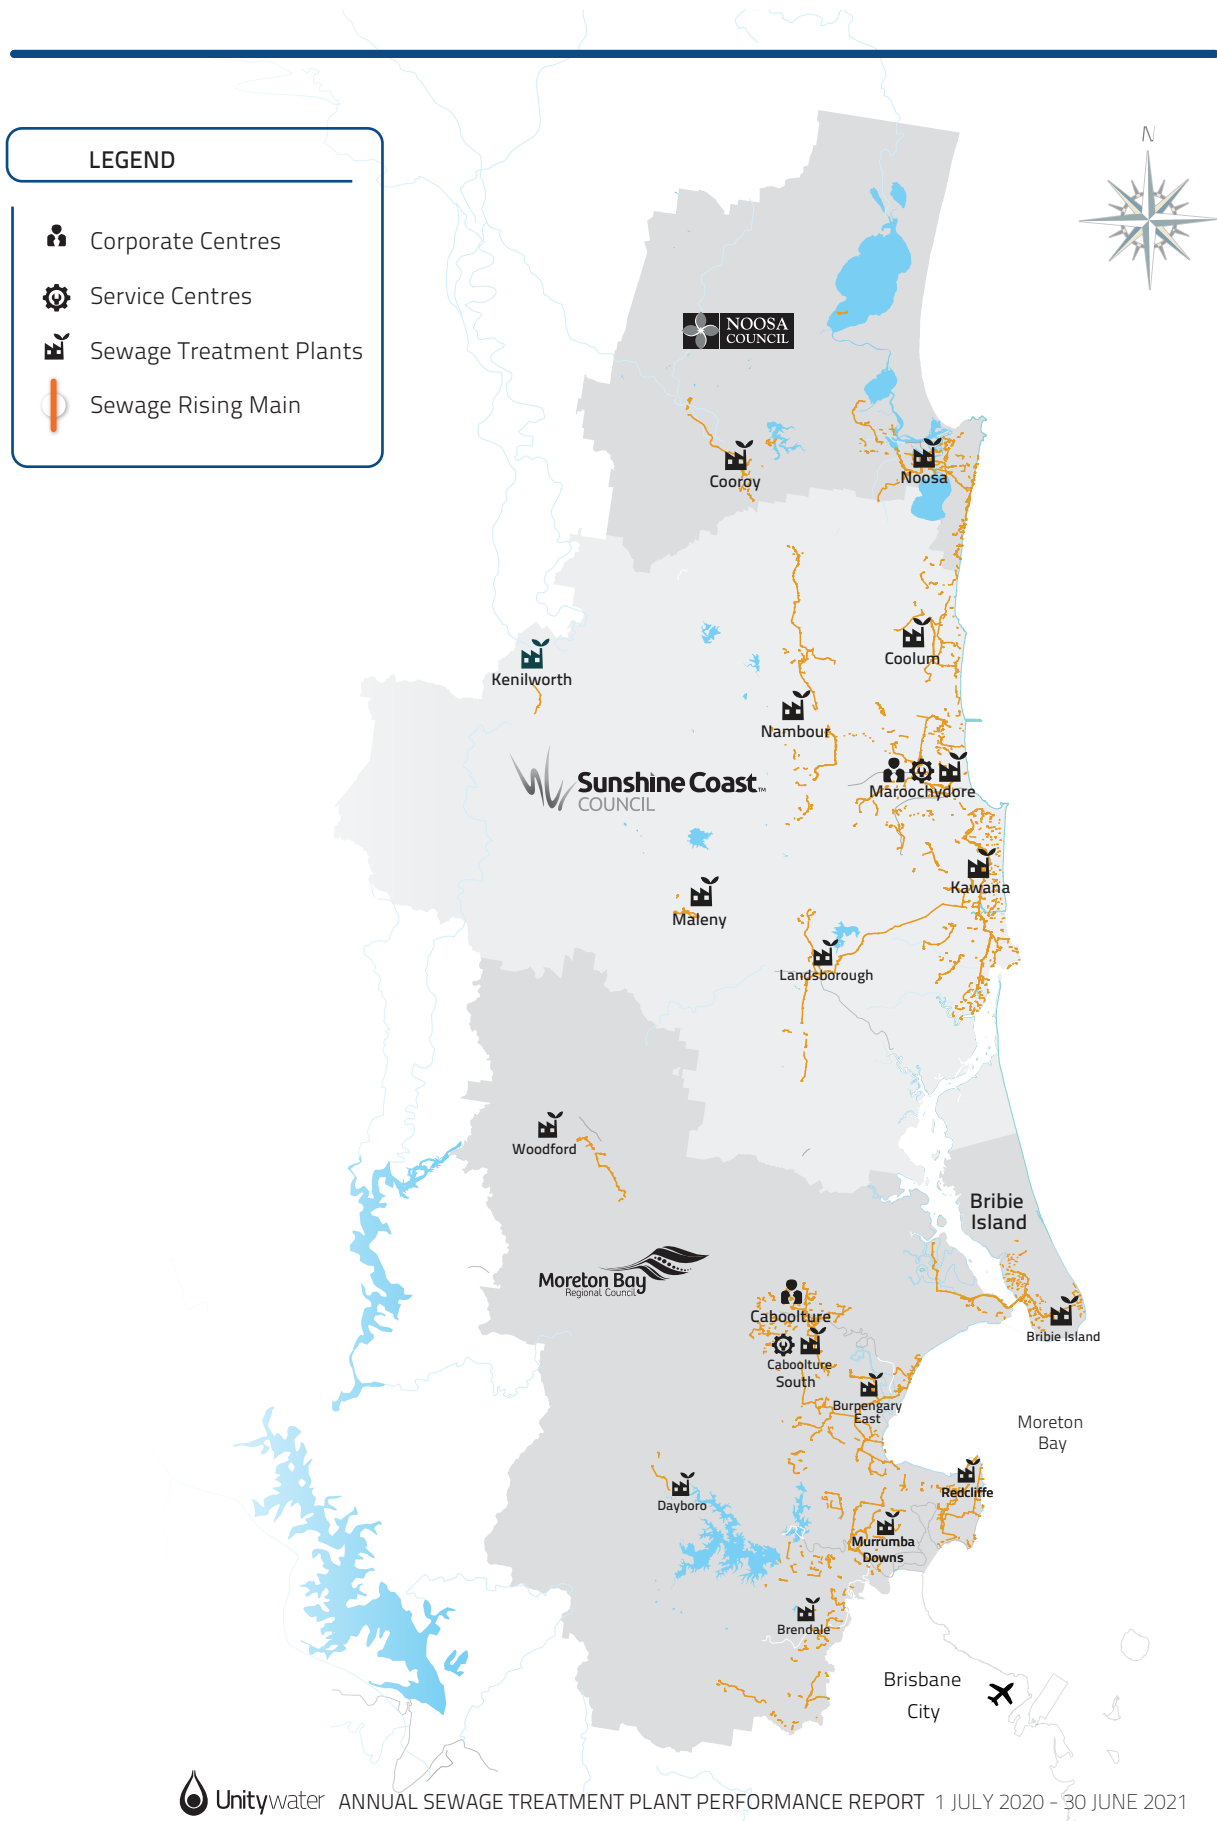 N
LEGEND
Corporate Centres
Service Centres
Sewage Treatment Plants
Sewage Rising Main
NOOSA
COUNCIL
Cooroy
Noosa
Coolum
Kenilworth
Nambour
Sunshine Coast™
COUNCIL
Maroochydore
Kawana
Maleny
Landsborough
Woodford
Bribie
Island
Moreton Bay
Regional Council
Caboolture
Bribie Island
Caboolture
South
Burpengary
East
Moreton
Bay
Redcliffe
Dayboro
Murrumba
Downs
Brendale
Brisbane
City
Unitywater ANNUAL SEWAGE TREATMENT PLANT PERFORMANCE REPORT 1 JULY 2020 - 30 JUNE 2021